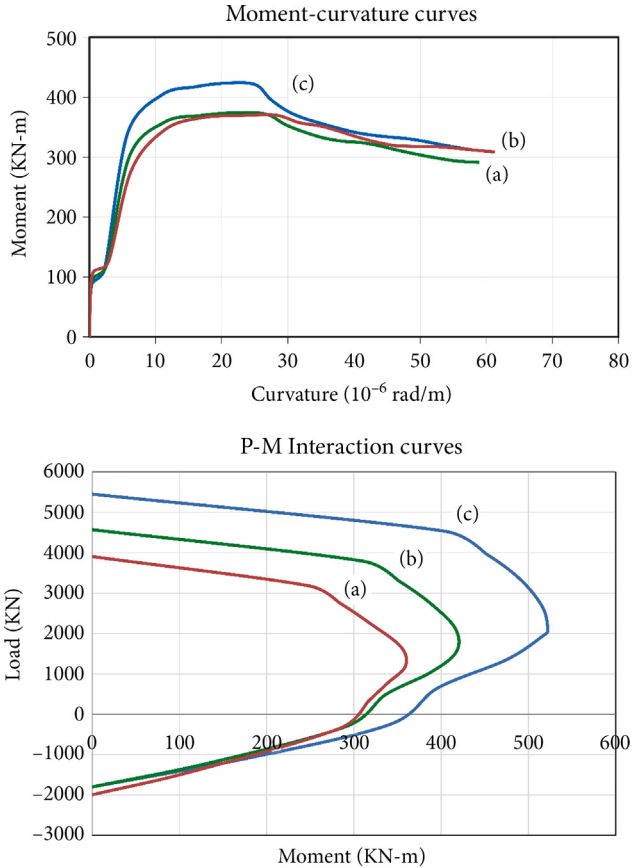 Moment-curvature curves
500
400
300
200
100
0
Moment (KN-m)
(c)
(b)
(a)
0 10 20 30 40 50 60 70 80
Curvature (10⁻⁶ rad/m)
P-M Interaction curves
6000
5000
4000
3000
2000
1000
0
−1000
−2000
−3000
Load (KN)
(c)
(b)
(a)
0 100 200 300 400 500 600
Moment (KN-m)